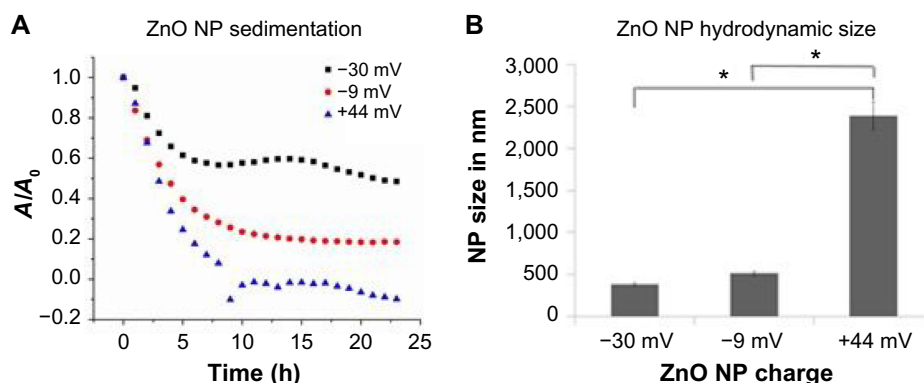 A
ZnO NP sedimentation
−30 mV
−9 mV
+44 mV
1.0
0.8
0.6
0.4
0.2
0.0
−0.2
A/A0
0
5
10
15
20
25
Time (h)
B
ZnO NP hydrodynamic size
3,000
2,500
2,000
1,500
1,000
500
0
NP size in nm
*
*
−30 mV
−9 mV
+44 mV
ZnO NP charge